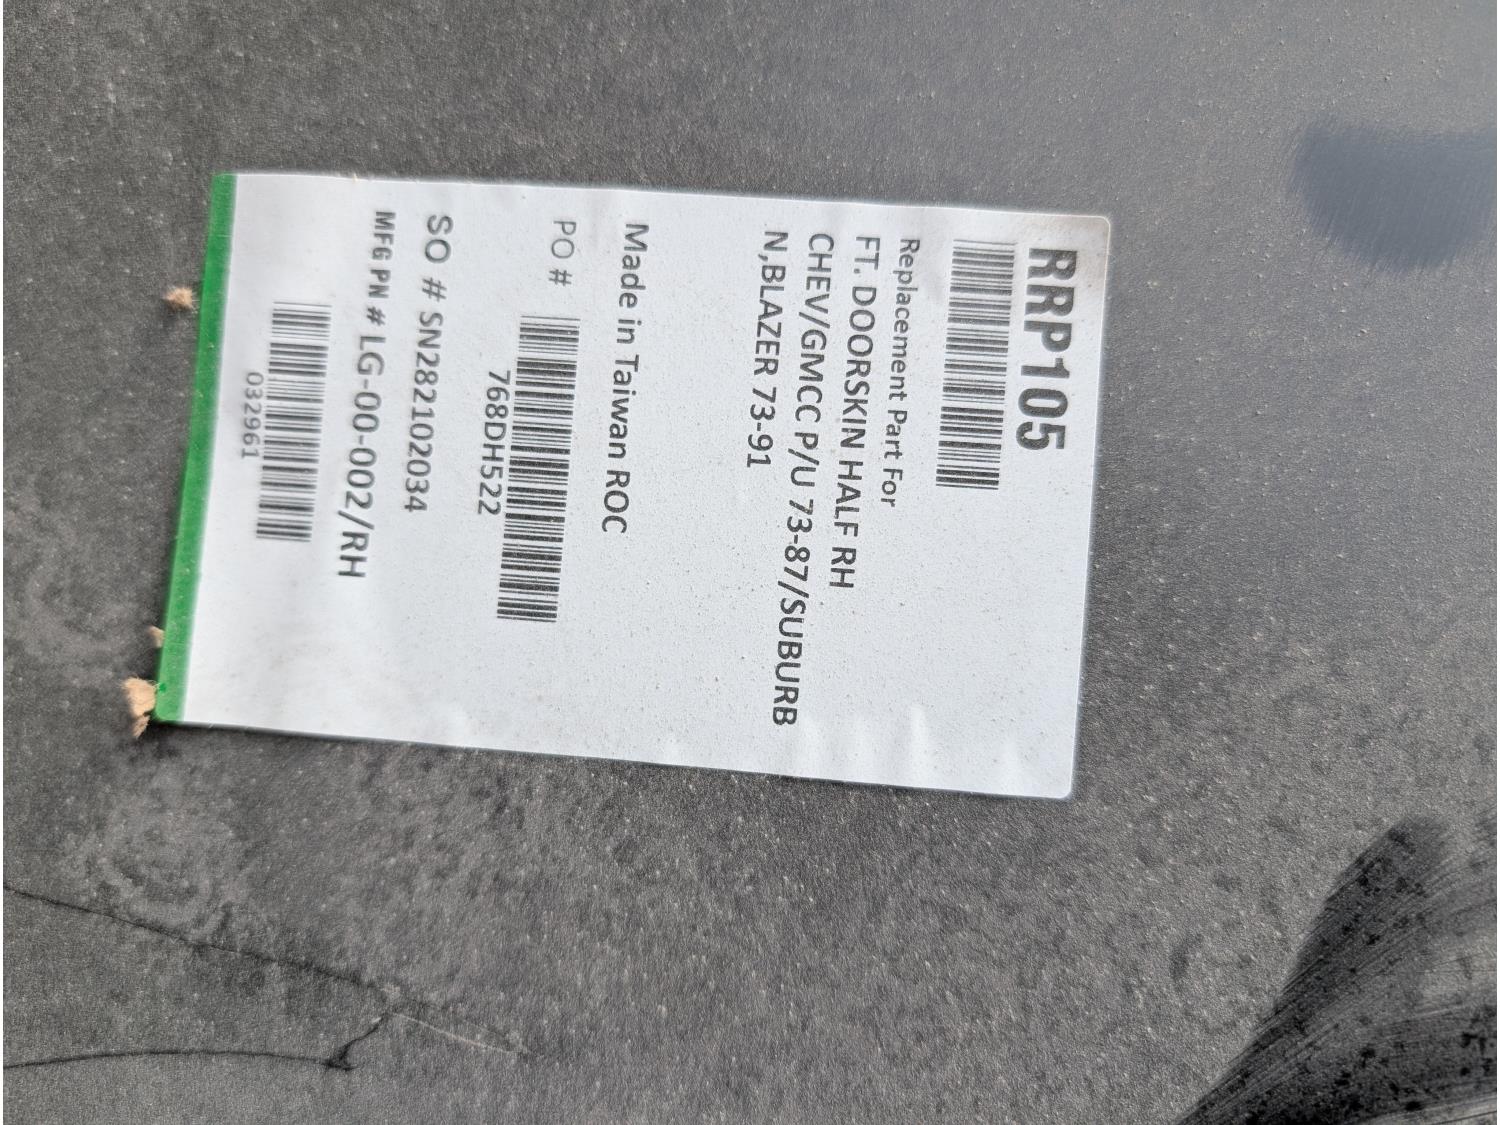 RRP105
Replacement Part For
FT. DOORSKIN HALF RH
CHEV/GMCC P/U 73-87/SUBURB
N,BLAZER 73-91
Made in Taiwan ROC
PO #
768DH522
SO # SN282102034
MFG PN # LG-00-002/RH
032961